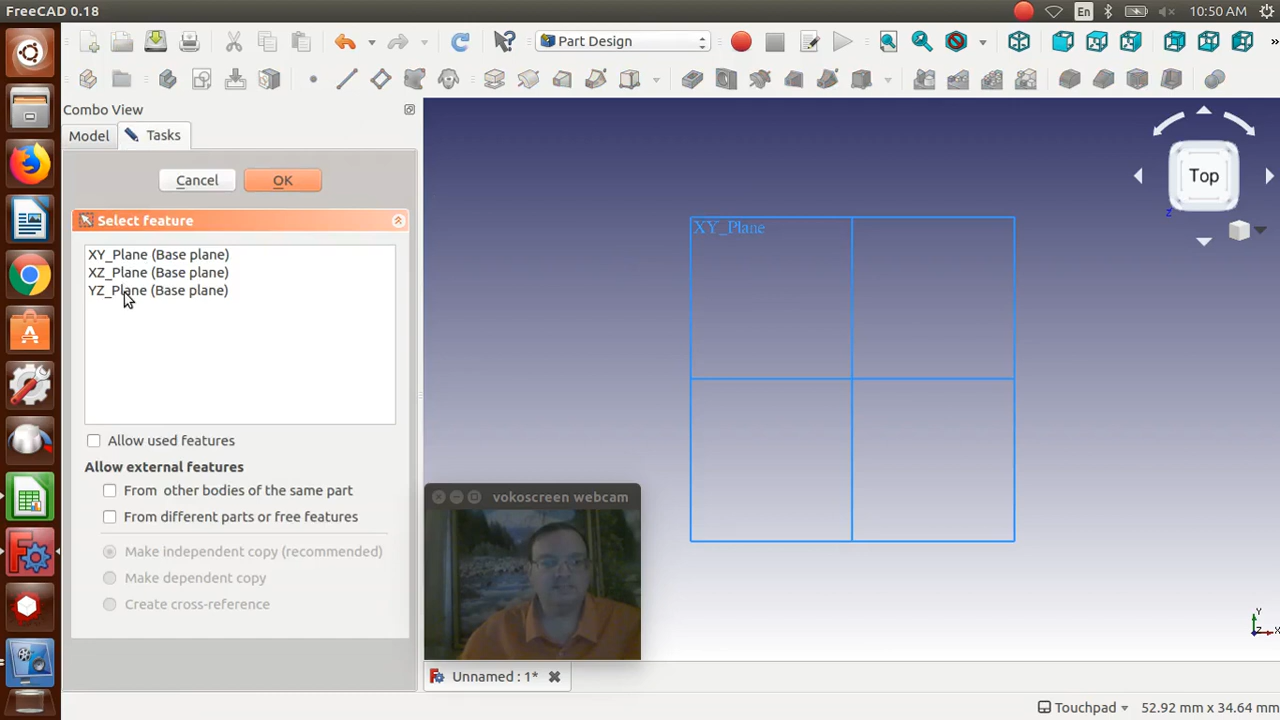 FreeCAD 0.18
En
10:50 AM
Part Design
»
Combo View
Model
Tasks
Cancel
OK
Select feature
XY_Plane (Base plane)
XZ_Plane (Base plane)
YZ_Plane (Base plane)
Allow used features
Allow external features
From other bodies of the same part
From different parts or free features
Make independent copy (recommended)
Make dependent copy
Create cross-reference
XY_Plane
Top
Z
vokoscreen webcam
Y
Z
X
Unnamed : 1*
Touchpad
52.92 mm x 34.64 mm